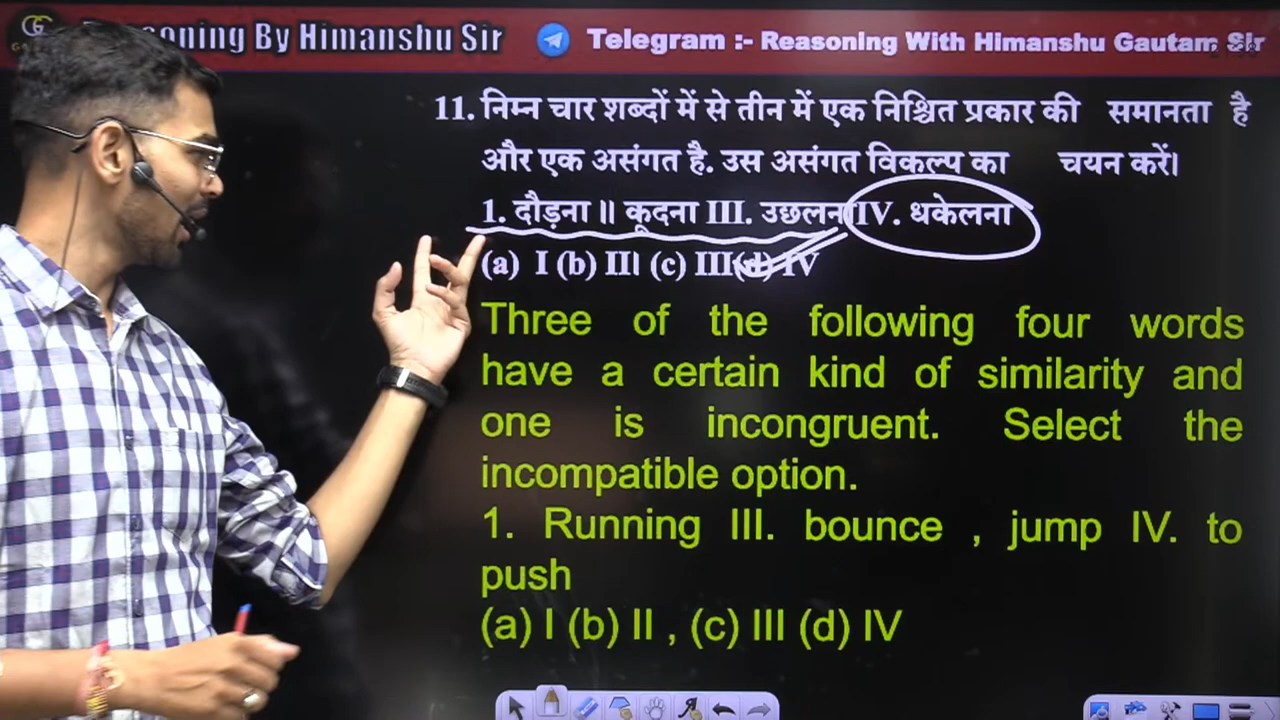 soning By Himanshu Sir
Telegram :- Reasoning With Himanshu Gautam Sir
11. निम्न चार शब्दों में से तीन में एक निश्चित प्रकार की समानता है
और एक असंगत है. उस असंगत विकल्प का चयन करें।
1. दौड़ना ॥ कूदना III. उछलना IV. धकेलना
(a) I (b) II। (c) III (d) IV
Three of the following four words
have a certain kind of similarity and
one is incongruent. Select the
incompatible option.
1. Running III. bounce , jump IV. to
push
(a) I (b) II , (c) III (d) IV